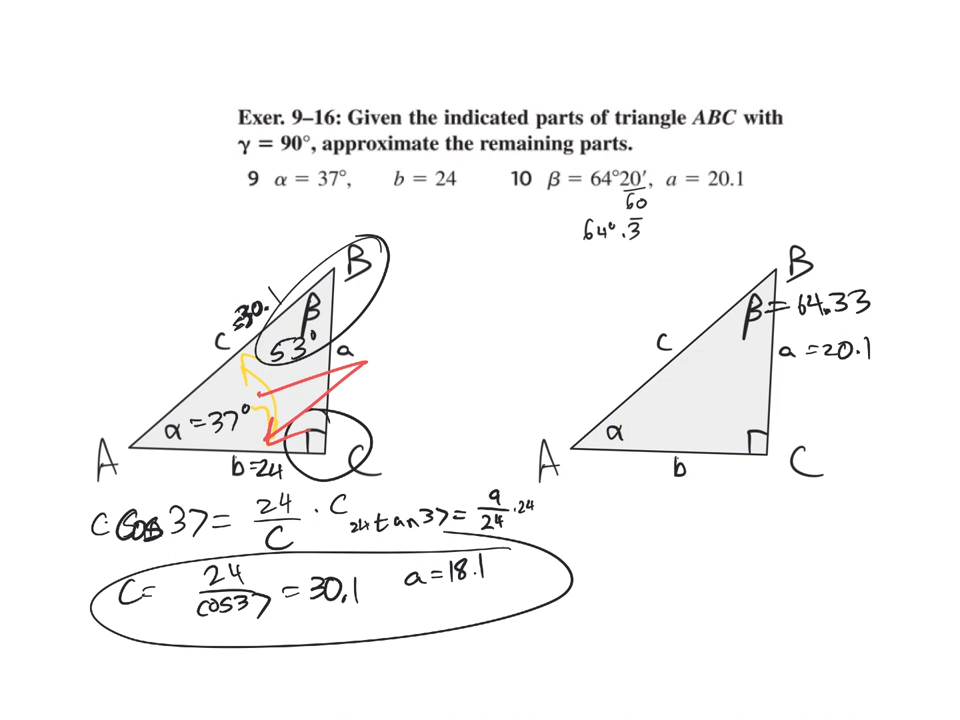 Exer. 9–16: Given the indicated parts of triangle ABC with
γ = 90°, approximate the remaining parts.
9 α = 37°, b = 24 10 β = 64°20′, a = 20.1
60
64°.3̅
B
β
53°
=30.
c
a
α = 37°
A
b=24
C
B
β = 64.33
c
a = 20.1
α
A
b
C
c cos 37 = 24/C · C
24 tan 37 = a/24 · 24
C = 24/cos37 = 30.1 a = 18.1